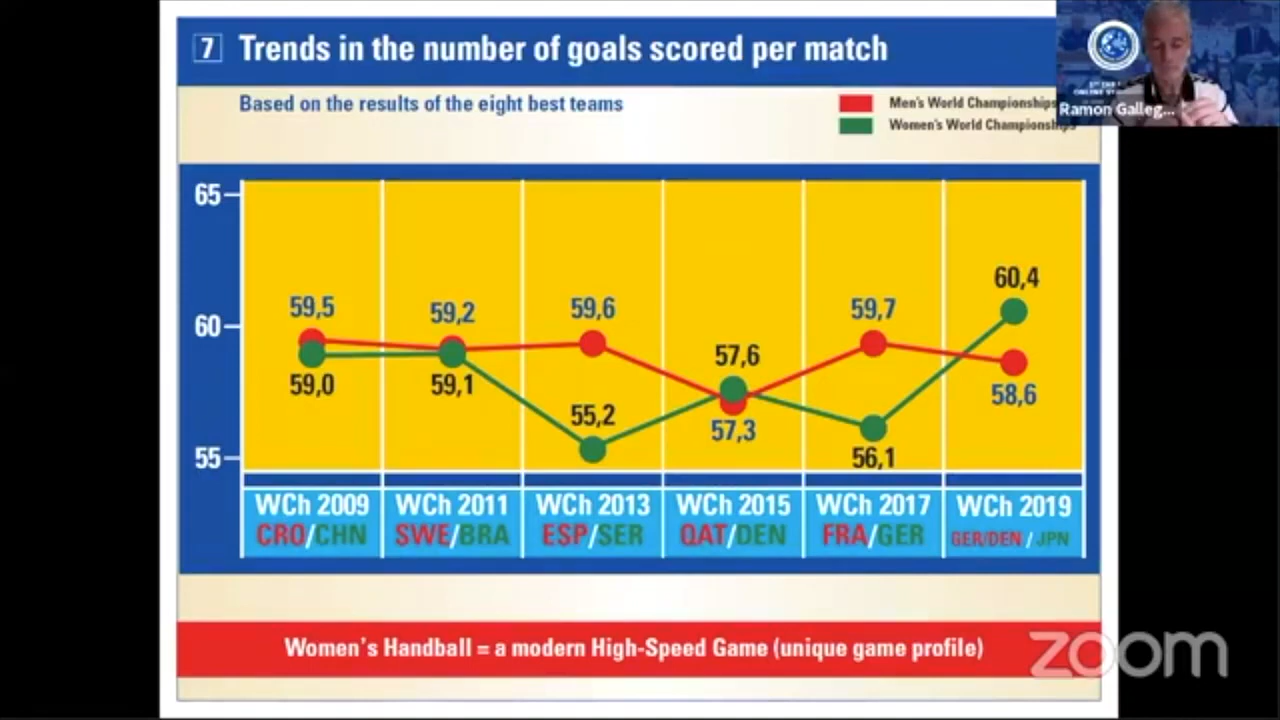 7 Trends in the number of goals scored per match
Based on the results of the eight best teams
Men's World Championships
Women's World Championships
Ramon Galleg...
65
60
55
59,5
59,2
59,6
57,6
59,7
60,4
59,0
59,1
55,2
57,3
56,1
58,6
WCh 2009
CRO/CHN
WCh 2011
SWE/BRA
WCh 2013
ESP/SER
WCh 2015
QAT/DEN
WCh 2017
FRA/GER
WCh 2019
GER/DEN / JPN
Women's Handball = a modern High-Speed Game (unique game profile)
zoom